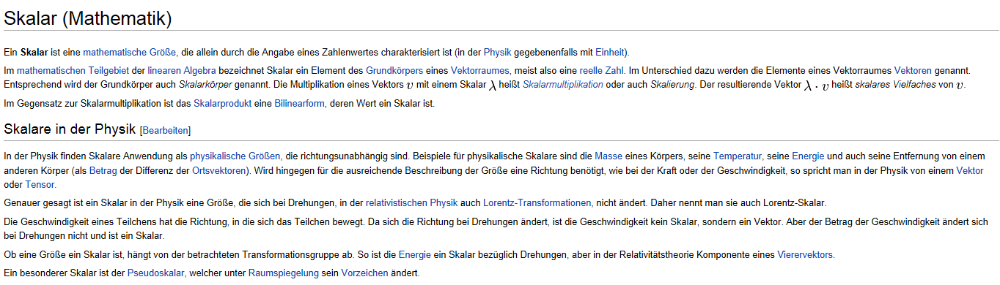 Skalar (Mathematik)
Ein Skalar ist eine mathematische Größe, die allein durch die Angabe eines Zahlenwertes charakterisiert ist (in der Physik gegebenenfalls mit Einheit).
Im mathematischen Teilgebiet der linearen Algebra bezeichnet Skalar ein Element des Grundkörpers eines Vektorraumes, meist also eine reelle Zahl. Im Unterschied dazu werden die Elemente eines Vektorraumes Vektoren genannt.
Entsprechend wird der Grundkörper auch Skalarkörper genannt. Die Multiplikation eines Vektors v mit einem Skalar λ heißt Skalarmultiplikation oder auch Skalierung. Der resultierende Vektor λ · v heißt skalares Vielfaches von v.
Im Gegensatz zur Skalarmultiplikation ist das Skalarprodukt eine Bilinearform, deren Wert ein Skalar ist.
Skalare in der Physik [Bearbeiten]
In der Physik finden Skalare Anwendung als physikalische Größen, die richtungsunabhängig sind. Beispiele für physikalische Skalare sind die Masse eines Körpers, seine Temperatur, seine Energie und auch seine Entfernung von einem
anderen Körper (als Betrag der Differenz der Ortsvektoren). Wird hingegen für die ausreichende Beschreibung der Größe eine Richtung benötigt, wie bei der Kraft oder der Geschwindigkeit, so spricht man in der Physik von einem Vektor
oder Tensor.
Genauer gesagt ist ein Skalar in der Physik eine Größe, die sich bei Drehungen, in der relativistischen Physik auch Lorentz-Transformationen, nicht ändert. Daher nennt man sie auch Lorentz-Skalar.
Die Geschwindigkeit eines Teilchens hat die Richtung, in die sich das Teilchen bewegt. Da sich die Richtung bei Drehungen ändert, ist die Geschwindigkeit kein Skalar, sondern ein Vektor. Aber der Betrag der Geschwindigkeit ändert sich
bei Drehungen nicht und ist ein Skalar.
Ob eine Größe ein Skalar ist, hängt von der betrachteten Transformationsgruppe ab. So ist die Energie ein Skalar bezüglich Drehungen, aber in der Relativitätstheorie Komponente eines Vierervektors.
Ein besonderer Skalar ist der Pseudoskalar, welcher unter Raumspiegelung sein Vorzeichen ändert.